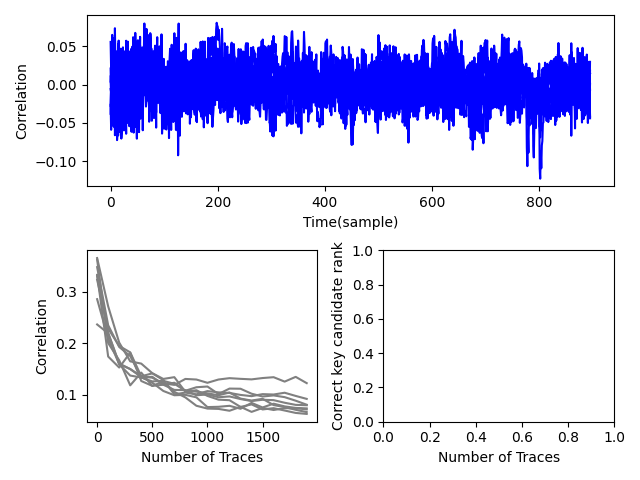 0.05
0.00
−0.05
−0.10
Correlation
0 200 400 600 800
Time(sample)
0.3
0.2
0.1
Correlation
0 500 1000 1500
Number of Traces
1.0
0.8
0.6
0.4
0.2
0.0
Correct key candidate rank
0.0 0.2 0.4 0.6 0.8 1.0
Number of Traces